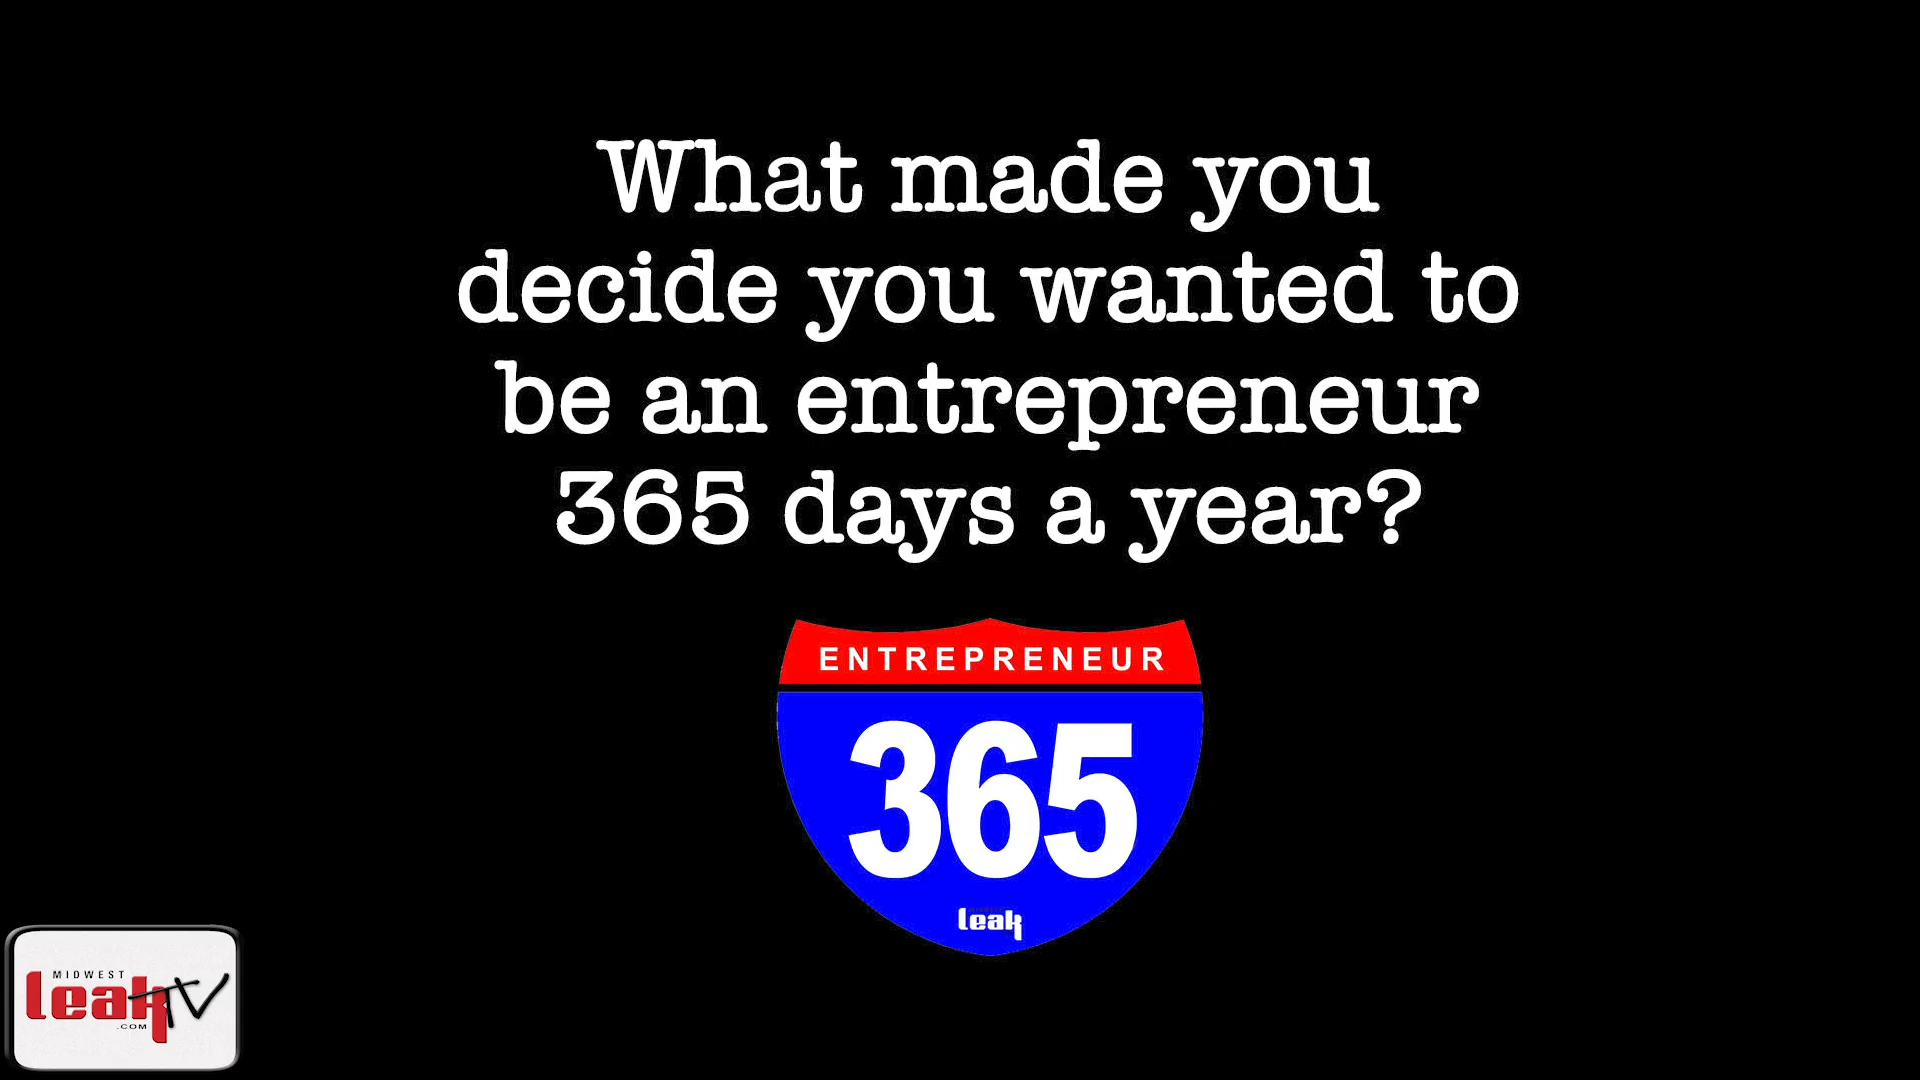 What made you
decide you wanted to
be an entrepreneur
365 days a year?
ENTREPRENEUR
365
leak
MIDWEST
leak TV
.COM